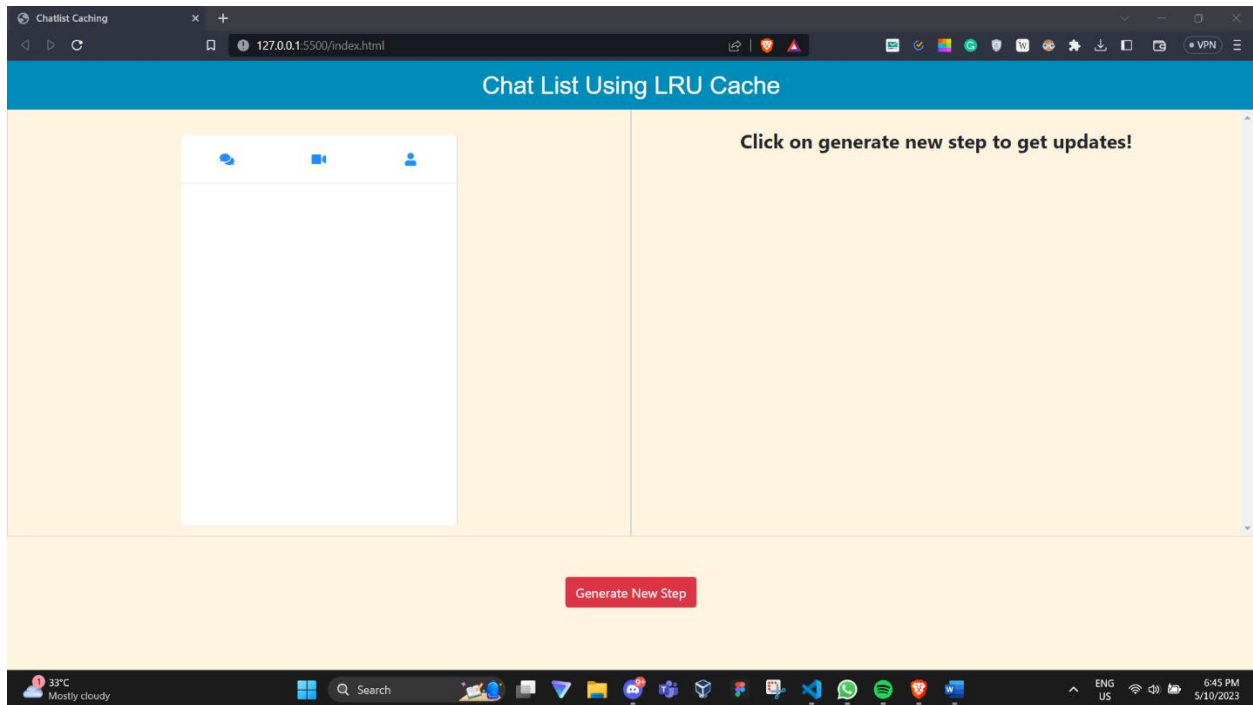 Chatlist Caching
127.0.0.1:5500/index.html
VPN
Chat List Using LRU Cache
Click on generate new step to get updates!
Generate New Step
1
33°C
Mostly cloudy
Search
ENG
US
6:45 PM
5/10/2023